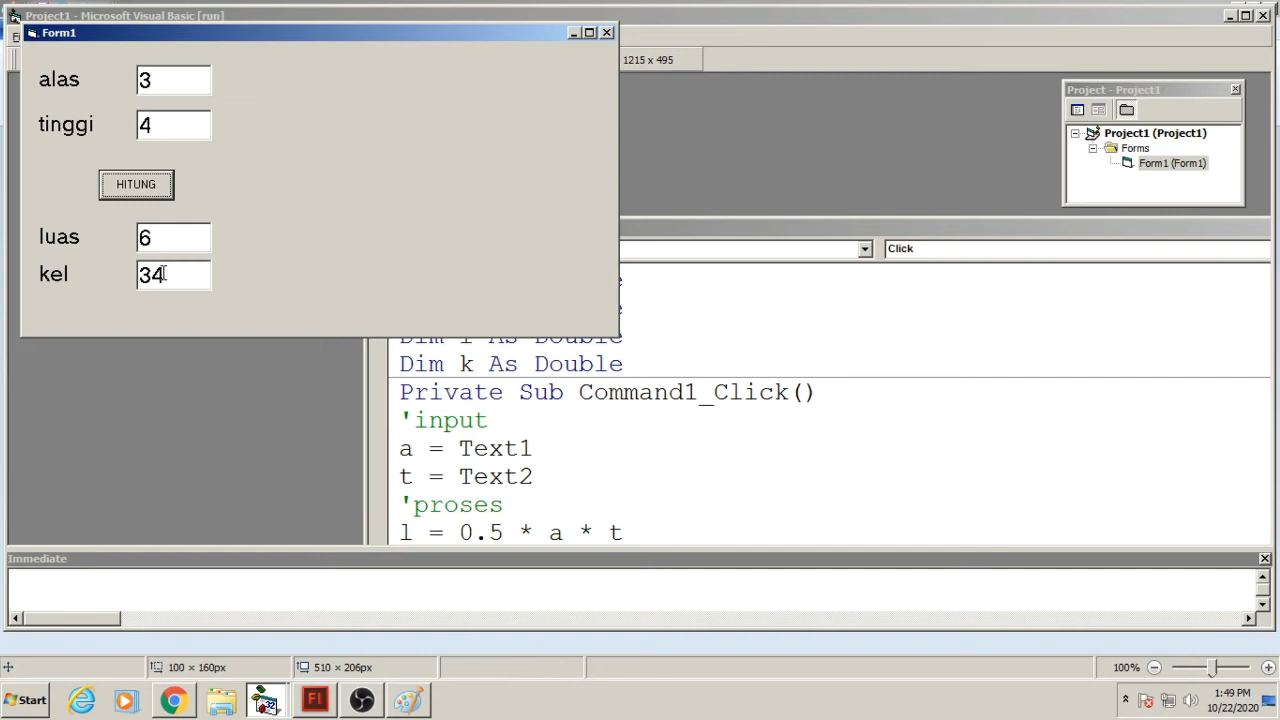 Project1 - Microsoft Visual Basic [run]
Form1
alas 3
tinggi 4
HITUNG
luas 6
kel 34
1215 x 495
Project - Project1
Project1 (Project1)
Forms
Form1 (Form1)
Click
Dim k As Double
Private Sub Command1_Click()
'input
a = Text1
t = Text2
'proses
l = 0.5 * a * t
Immediate
100 × 160px
510 × 206px
100%
Start
32
Fl
1:49 PM
10/22/2020